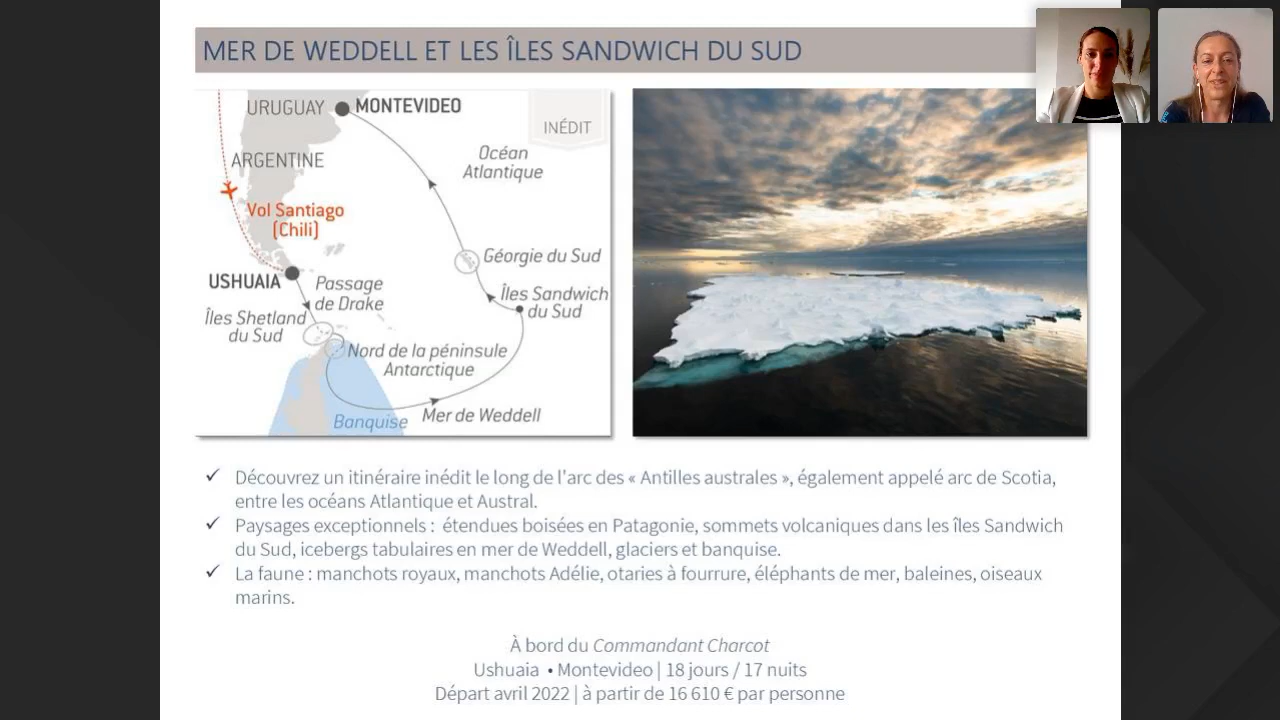 MER DE WEDDELL ET LES ÎLES SANDWICH DU SUD
URUGUAY
MONTEVIDEO
INÉDIT
ARGENTINE
Océan
Atlantique
Vol Santiago
(Chili)
Géorgie du Sud
USHUAIA
Passage
de Drake
Îles Sandwich
du Sud
Îles Shetland
du Sud
Nord de la péninsule
Antarctique
Banquise
Mer de Weddell
✓ Découvrez un itinéraire inédit le long de l'arc des « Antilles australes », également appelé arc de Scotia,
entre les océans Atlantique et Austral.
✓ Paysages exceptionnels : étendues boisées en Patagonie, sommets volcaniques dans les îles Sandwich
du Sud, icebergs tabulaires en mer de Weddell, glaciers et banquise.
✓ La faune : manchots royaux, manchots Adélie, otaries à fourrure, éléphants de mer, baleines, oiseaux
marins.
À bord du Commandant Charcot
Ushuaia • Montevideo | 18 jours / 17 nuits
Départ avril 2022 | à partir de 16 610 € par personne